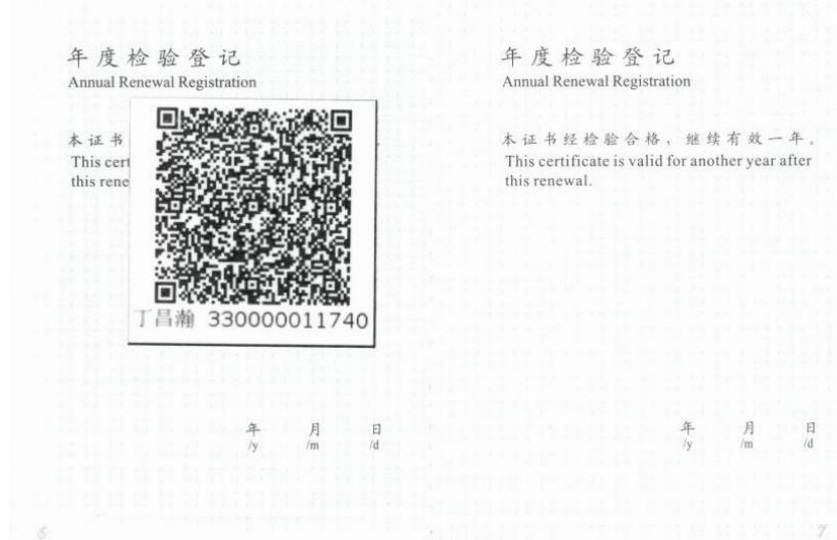 年度检验登记
Annual Renewal Registration
本证书
This cert
this rene
丁昌瀚 330000011740
年 月 日
/y /m /d
6
年度检验登记
Annual Renewal Registration
本证书经检验合格，继续有效一年。
This certificate is valid for another year after
this renewal.
年 月 日
/y /m /d
7